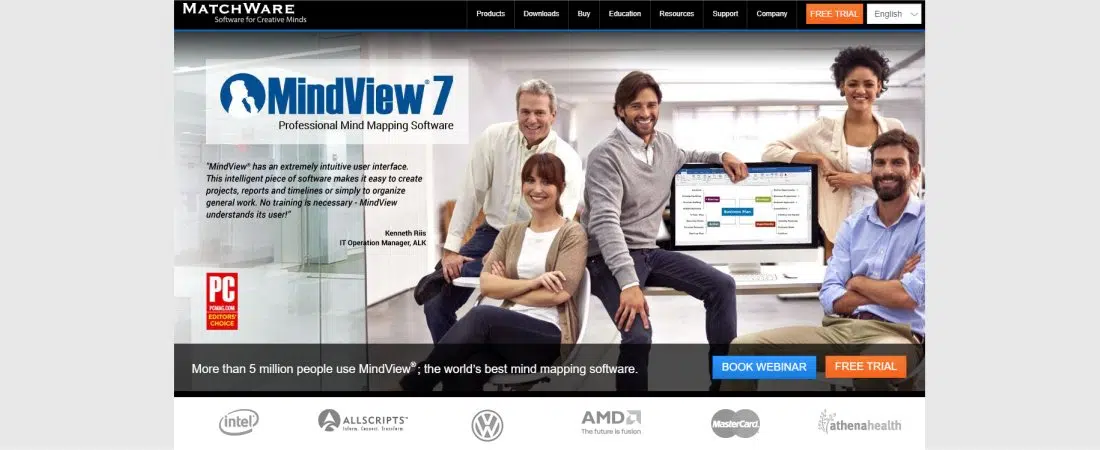 MATCHWARE
Software for Creative Minds
Products Downloads Buy Education Resources Support Company FREE TRIAL English
MindView® 7
Professional Mind Mapping Software
"MindView® has an extremely intuitive user interface.
This intelligent piece of software makes it easy to create
projects, reports and timelines or simply to organize
general work. No training is necessary - MindView
understands its user!"
Kenneth Riis
IT Operation Manager, ALK
Business Plan
PC
PCMAG.COM
EDITORS'
CHOICE
More than 5 million people use MindView®; the world's best mind mapping software.
BOOK WEBINAR FREE TRIAL
intel ALLSCRIPTS™ VW AMD MasterCard athenahealth
Inform. Connect. Transform. The future is fusion